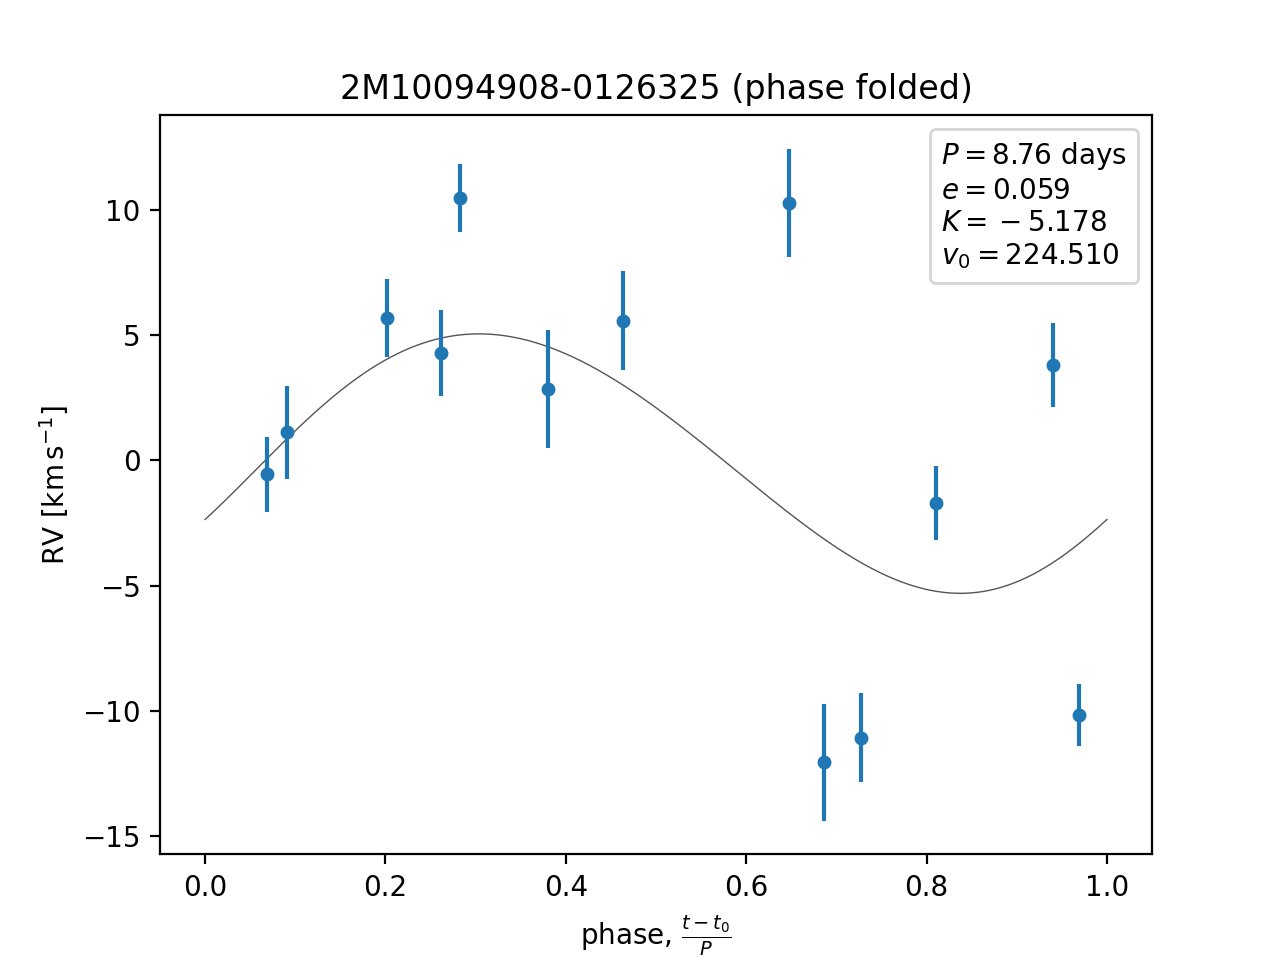 2M10094908-0126325 (phase folded)
P = 8.76 days
e = 0.059
K = −5.178
v₀ = 224.510
RV [km s⁻¹]
10
5
0
−5
−10
−15
0.0 0.2 0.4 0.6 0.8 1.0
phase, (t − t₀)/P